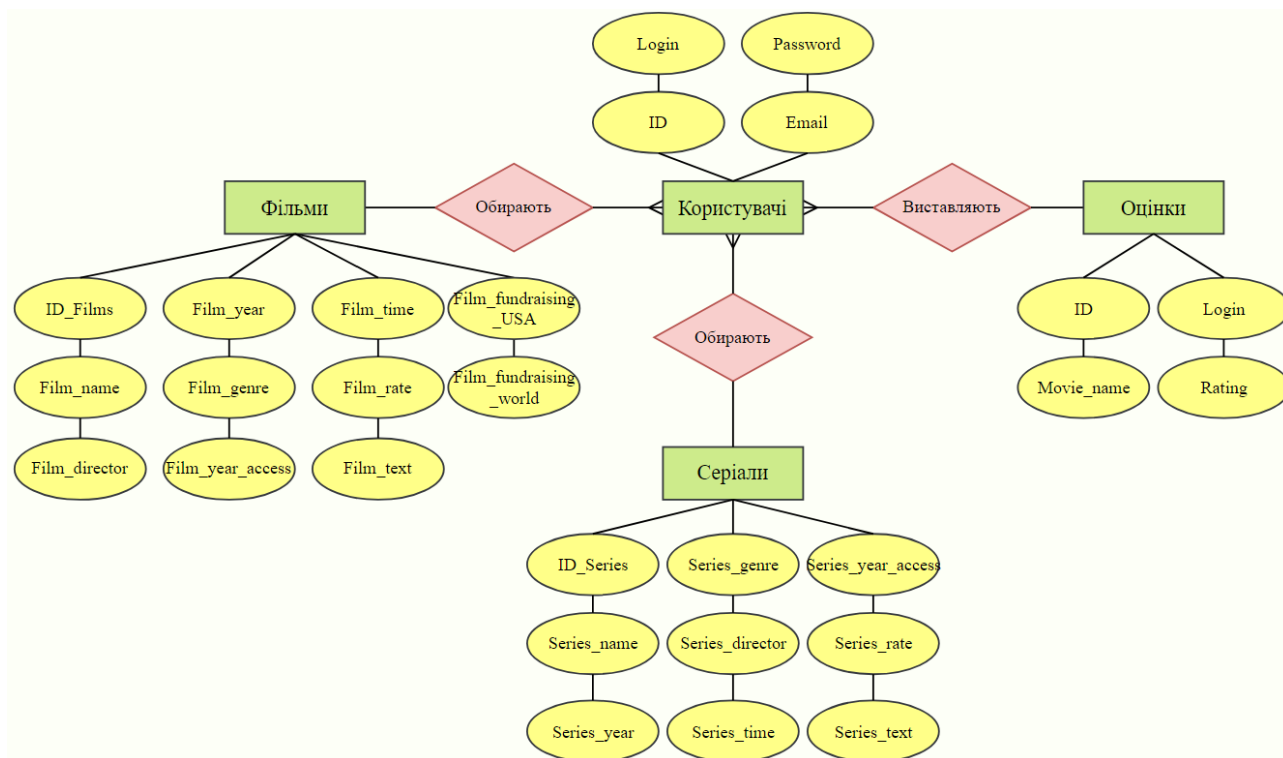 Login
Password
ID
Email
Фільми
Обирають
Користувачі
Виставляють
Оцінки
ID_Films
Film_year
Film_time
Film_fundraising
_USA
ID
Login
Обирають
Film_name
Film_genre
Film_rate
Film_fundraising
_world
Movie_name
Rating
Film_director
Film_year_access
Film_text
Серіали
ID_Series
Series_genre
Series_year_access
Series_name
Series_director
Series_rate
Series_year
Series_time
Series_text